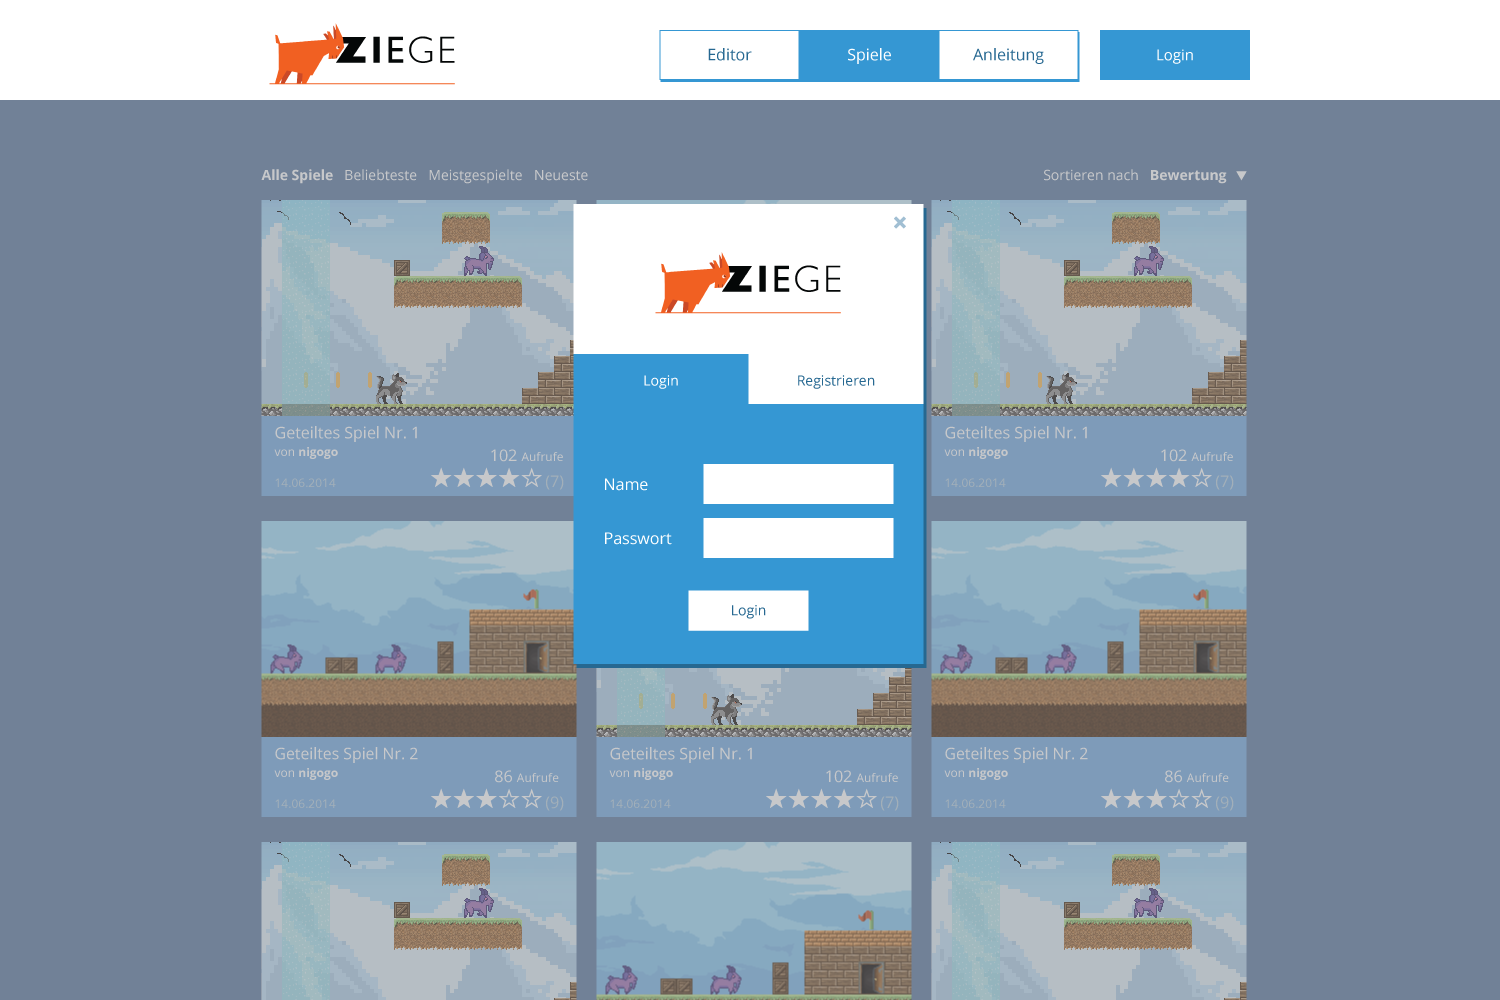 ZIEGE
Editor Spiele Anleitung Login
Alle Spiele Beliebteste Meistgespielte Neueste
Sortieren nach Bewertung ▼
×
ZIEGE
Login Registrieren
Name
Passwort
Login
Geteiltes Spiel Nr. 1
von nigogo
102 Aufrufe
14.06.2014
(7)
Geteiltes Spiel Nr. 1
von nigogo
102 Aufrufe
14.06.2014
(7)
Geteiltes Spiel Nr. 2
von nigogo
86 Aufrufe
14.06.2014
(9)
Geteiltes Spiel Nr. 1
von nigogo
102 Aufrufe
14.06.2014
(7)
Geteiltes Spiel Nr. 2
von nigogo
86 Aufrufe
14.06.2014
(9)